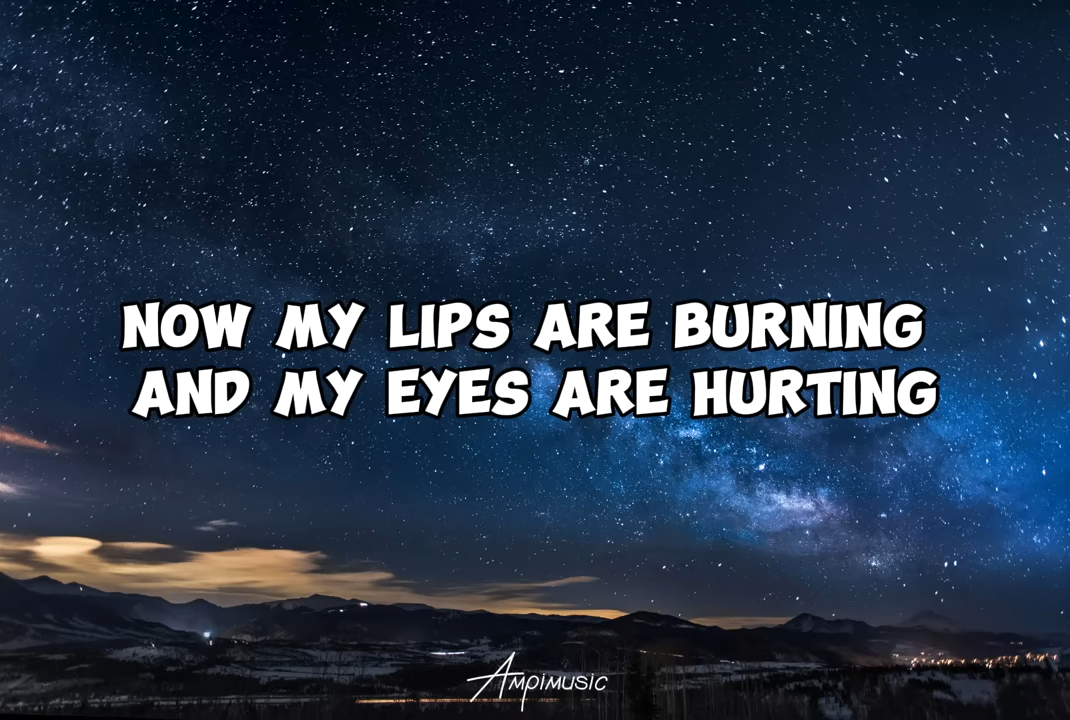 NOW MY LIPS ARE BURNING
AND MY EYES ARE HURTING
AMPIMUSIC